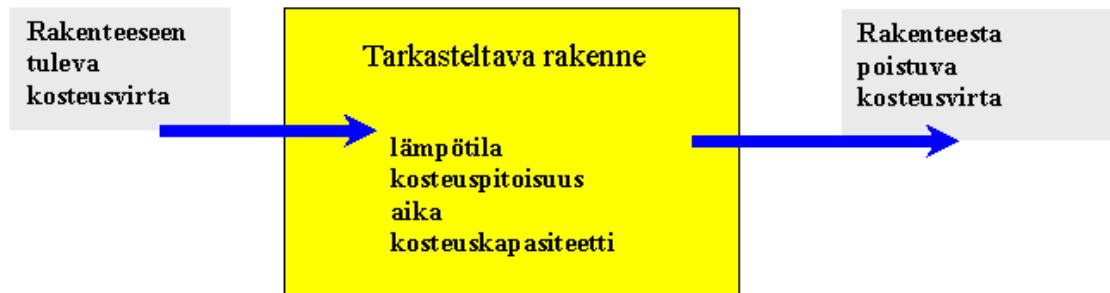 Rakenteeseen
tuleva
kosteusvirta
Tarkasteltava rakenne
lämpötila
kosteuspitoisuus
aika
kosteuskapasiteetti
Rakenteesta
poistuva
kosteusvirta